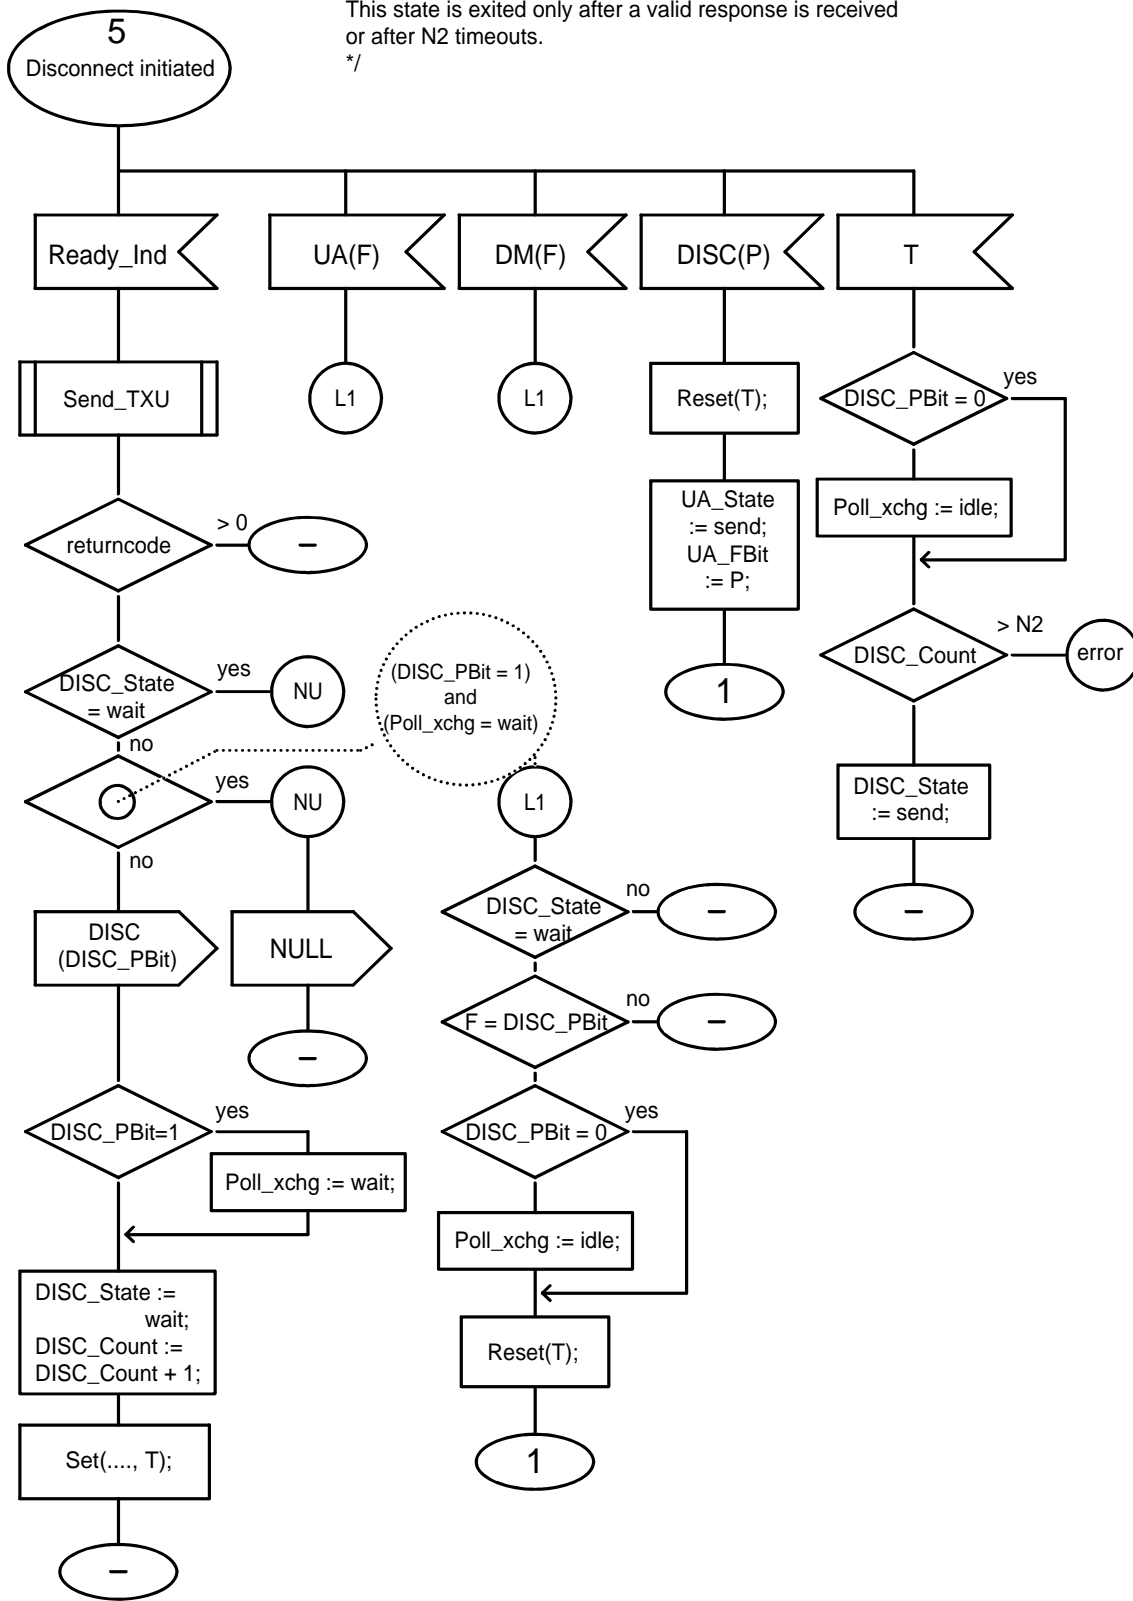 This state is exited only after a valid response is received
or after N2 timeouts.
*/
5
Disconnect initiated
Ready_Ind
UA(F)
DM(F)
DISC(P)
T
Send_TXU
L1
L1
Reset(T);
DISC_PBit = 0
yes
UA_State
:= send;
UA_FBit
:= P;
Poll_xchg := idle;
returncode
> 0
–
DISC_State
= wait
yes
NU
no
(DISC_PBit = 1)
and
(Poll_xchg = wait)
1
DISC_Count
> N2
error
yes
NU
no
L1
DISC_State
:= send;
–
DISC
(DISC_PBit)
NULL
–
DISC_State
= wait
no
–
F = DISC_PBit
no
–
DISC_PBit=1
yes
Poll_xchg := wait;
DISC_PBit = 0
yes
Poll_xchg := idle;
DISC_State :=
wait;
DISC_Count :=
DISC_Count + 1;
Reset(T);
Set(...., T);
1
–